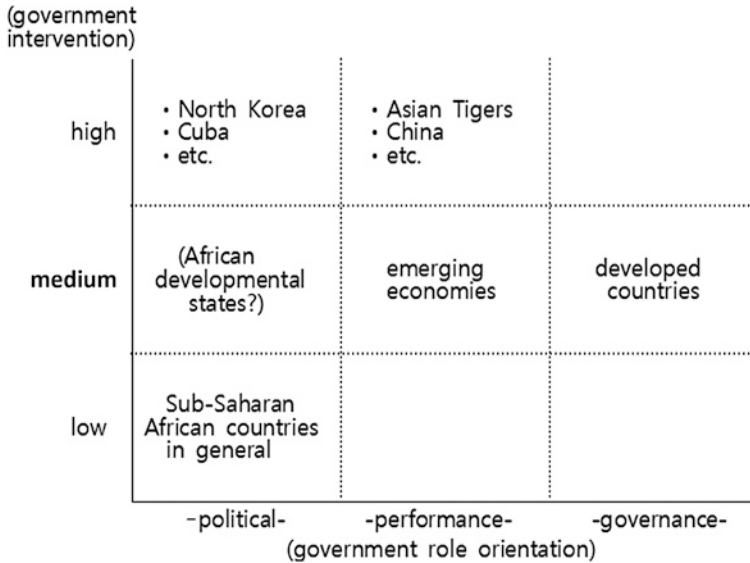 (government
intervention)
high
• North Korea
• Cuba
• etc.
• Asian Tigers
• China
• etc.
medium
(African
developmental
states?)
emerging
economies
developed
countries
low
Sub-Saharan
African countries
in general
-political-
-performance-
-governance-
(government role orientation)